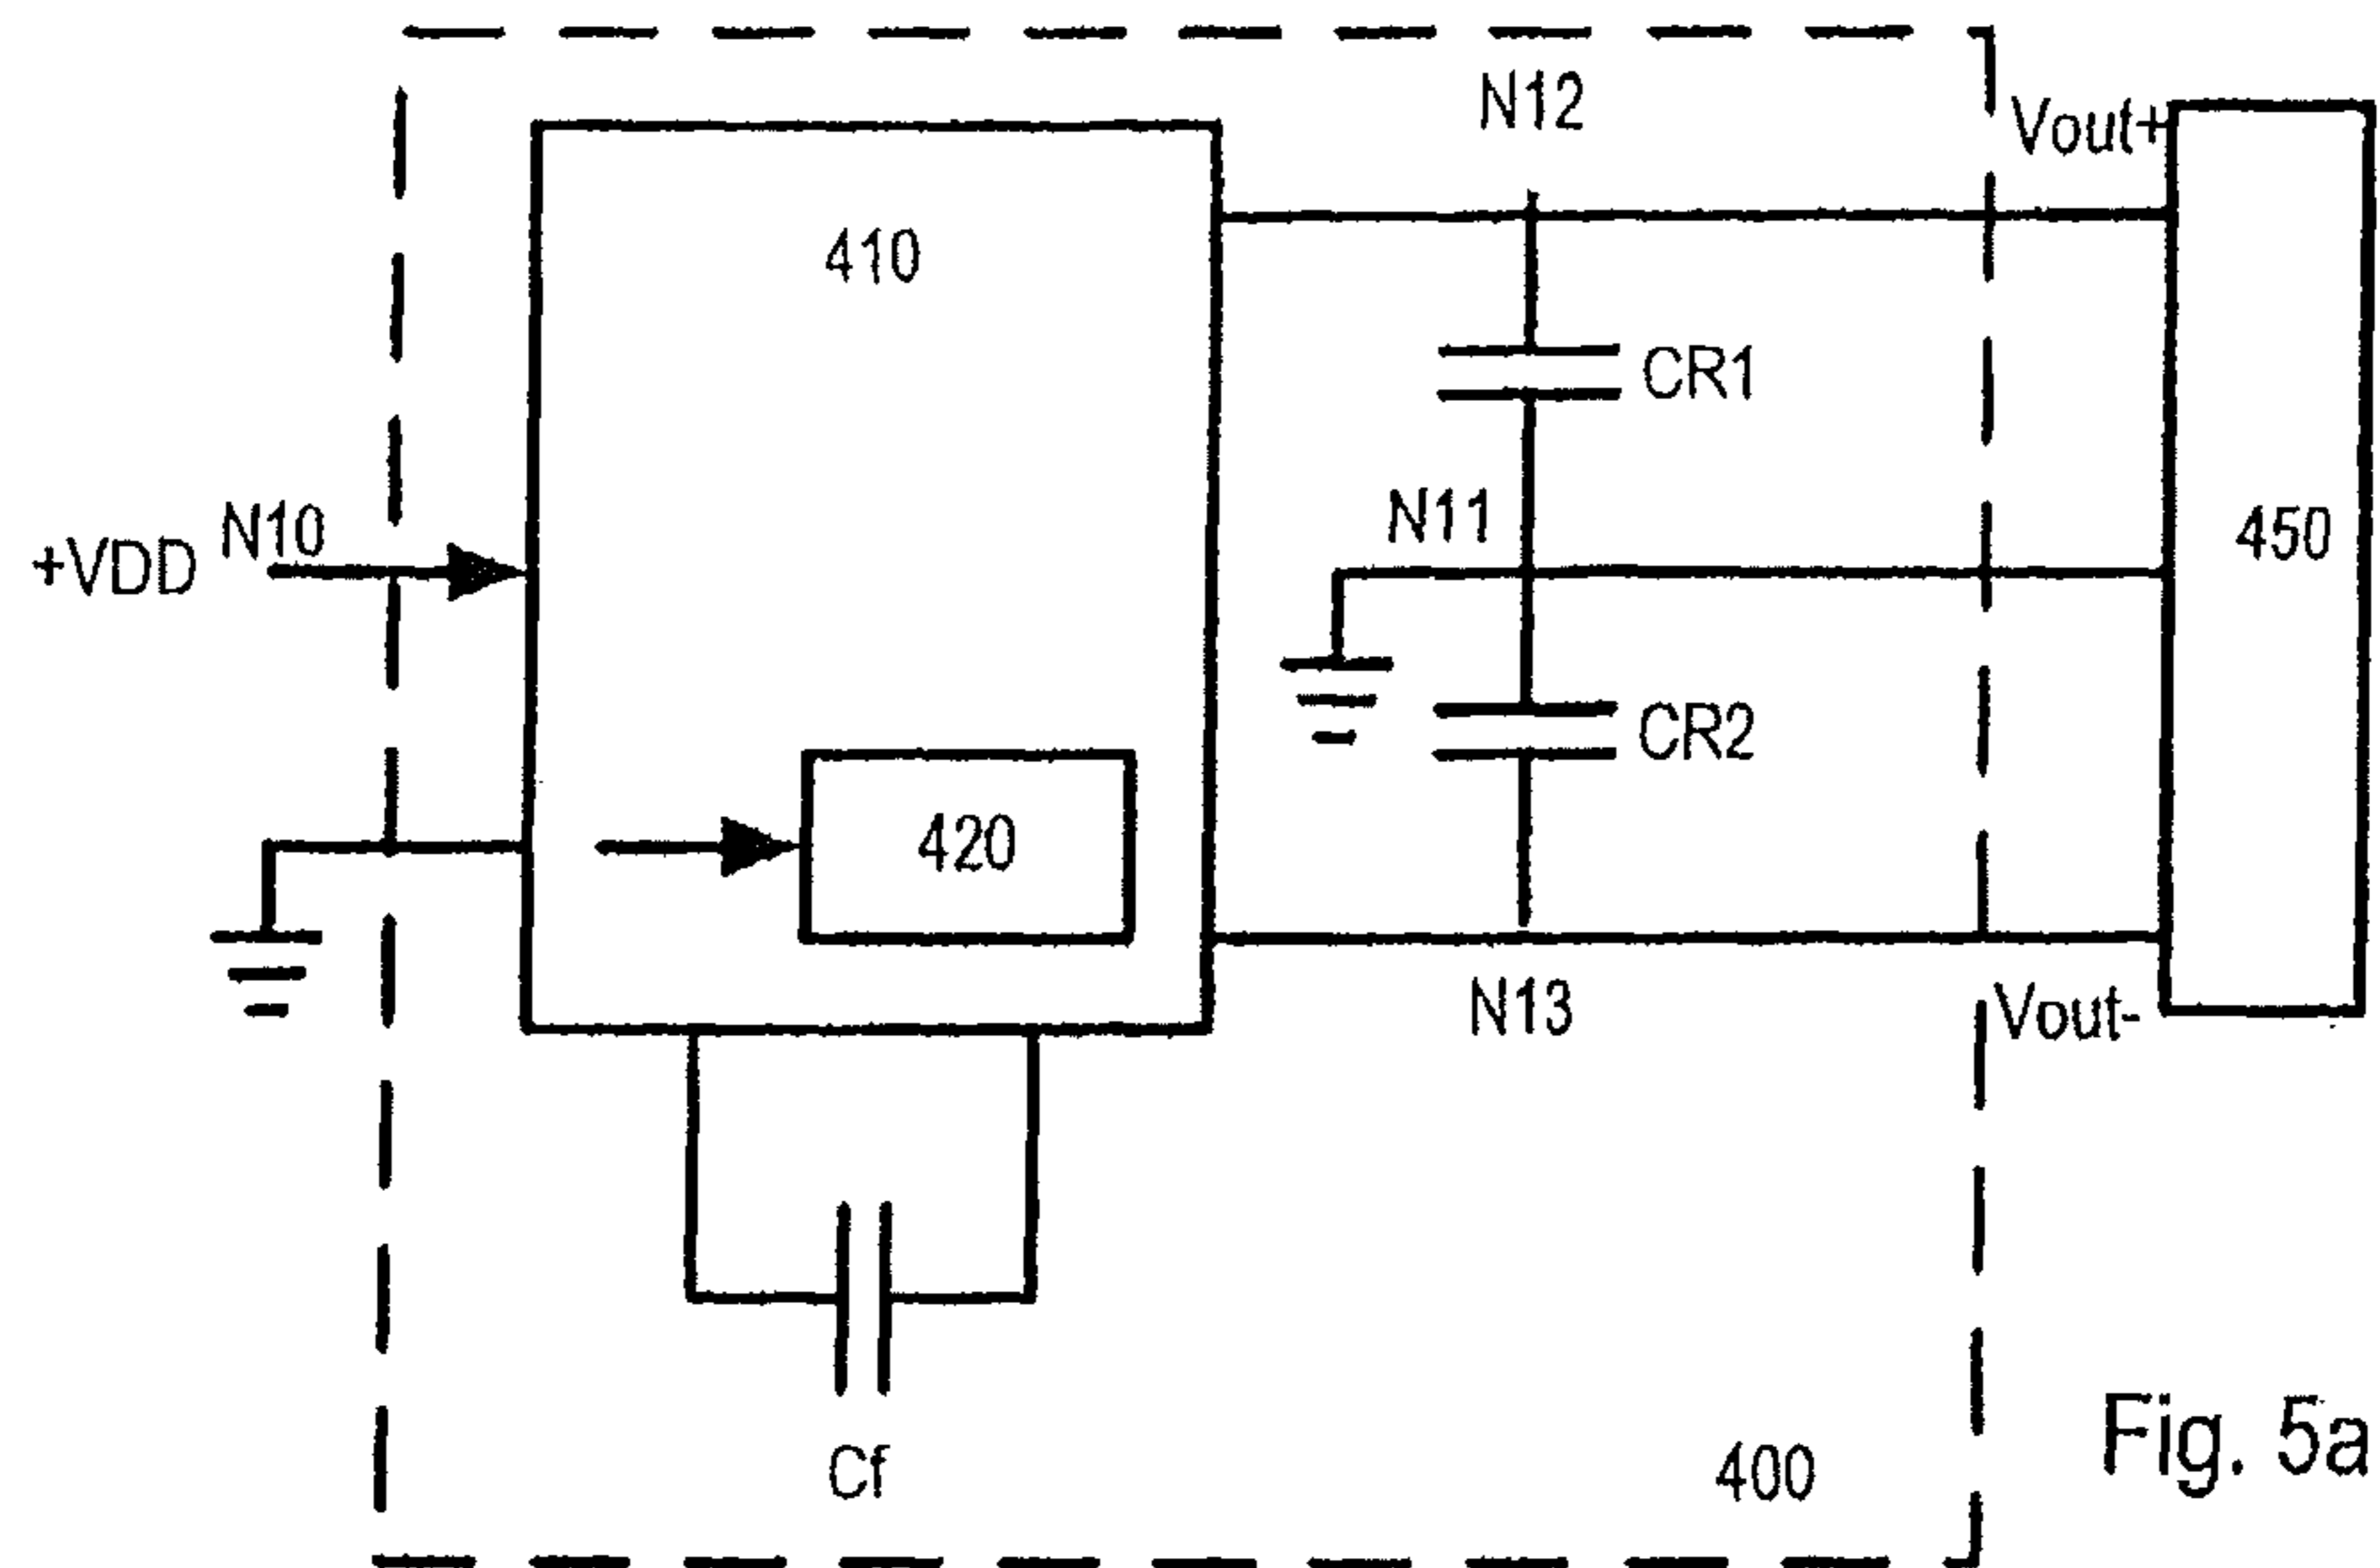 N12
Vout+
410
CR1
N11
N10
+VDD
450
CR2
420
N13
Vout-
Cf
400
Fig. 5a